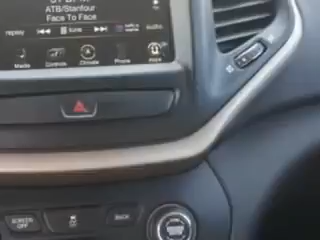 ATB/Stanfour
Face To Face
replay
tune
audio
Media
Controls
Climate
Phone
Apps
SCREEN
OFF
BACK